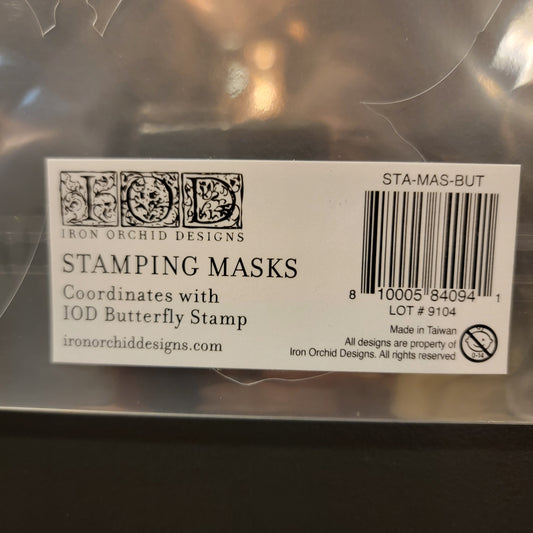 IOD
IRON ORCHID DESIGNS
STAMPING MASKS
Coordinates with
IOD Butterfly Stamp
ironorchiddesigns.com
STA-MAS-BUT
8 10005 84094 1
LOT # 9104
Made in Taiwan
All designs are property of
Iron Orchid Designs. All rights reserved
0-14